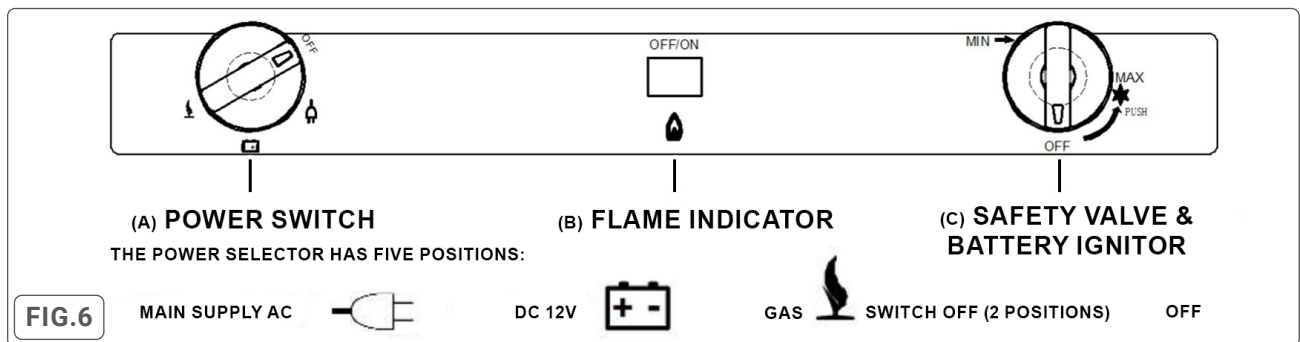 OFF
OFF/ON
MIN
MAX
PUSH
OFF
(A) POWER SWITCH
(B) FLAME INDICATOR
(C) SAFETY VALVE &
BATTERY IGNITOR
THE POWER SELECTOR HAS FIVE POSITIONS:
FIG.6
MAIN SUPPLY AC
DC 12V
GAS
SWITCH OFF (2 POSITIONS)
OFF